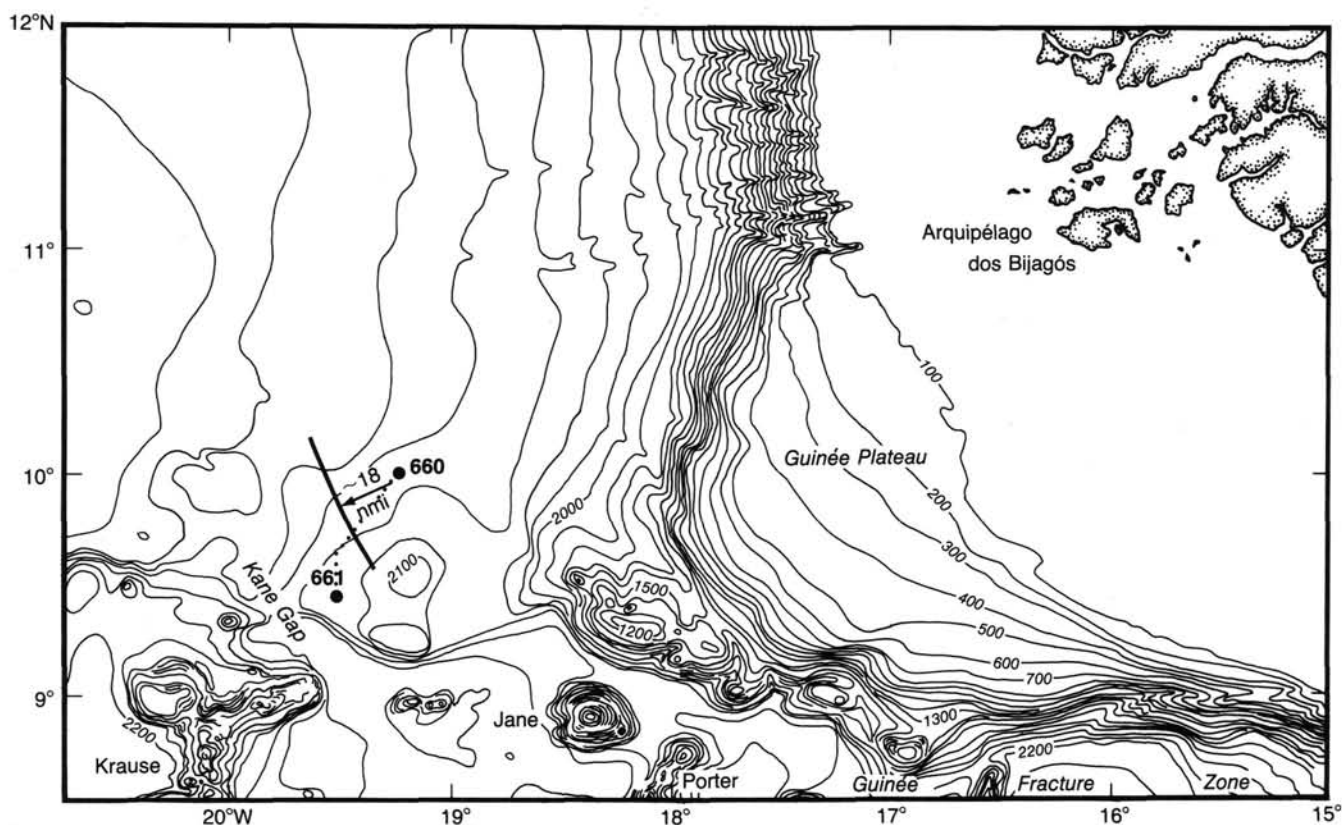 12°N
11°
Arquipélago
dos Bijagós
100
10°
~18
660
nmi
Guinée Plateau
200
2000
300
661
2100
Kane Gap
1500
400
1200
500
600
700
9°
2200
Jane
1300
2200
Krause
Porter
Guinée
Fracture
Zone
20°W
19°
18°
17°
16°
15°